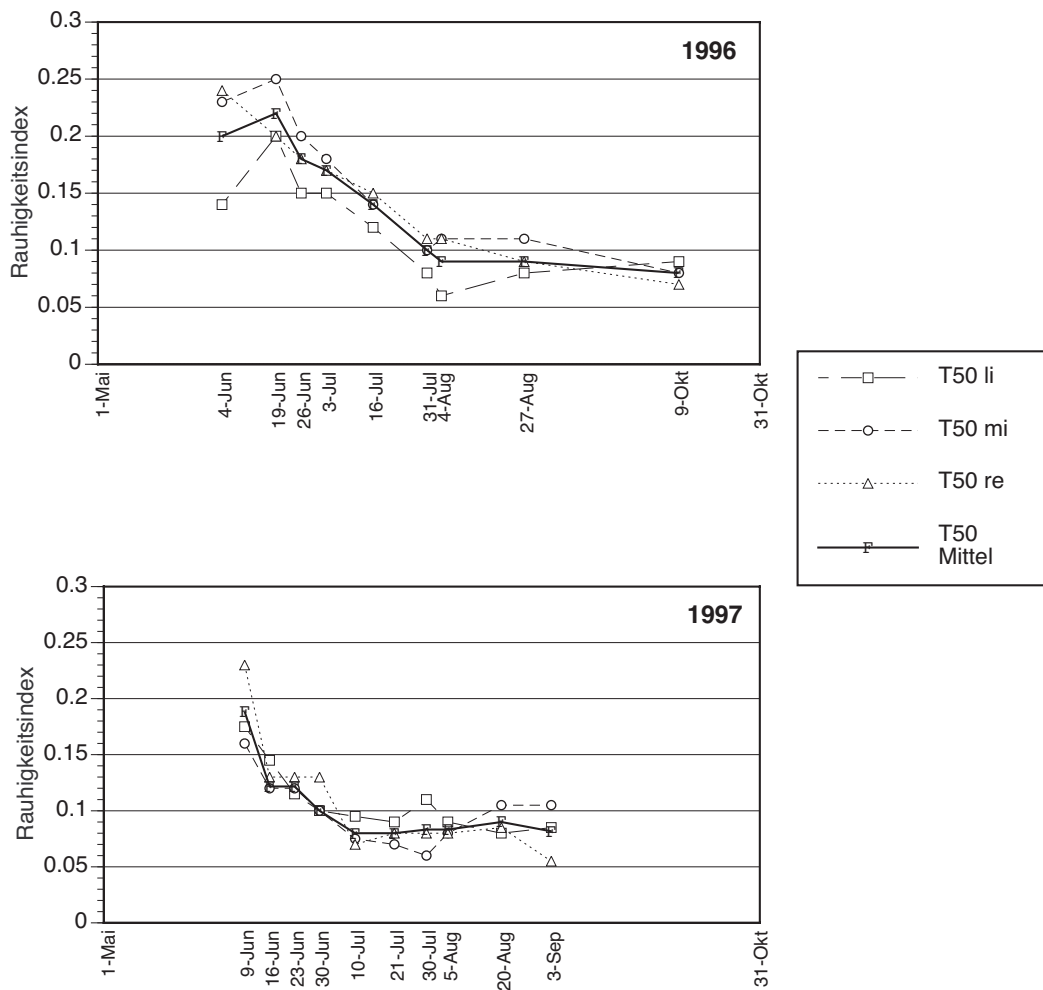 0.3
1996
0.25
0.2
0.15
0.1
0.05
0
Rauhigkeitsindex
1-Mai
4-Jun
19-Jun
26-Jun
3-Jul
16-Jul
31-Jul
4-Aug
27-Aug
9-Okt
31-Okt
T50 li
T50 mi
T50 re
T50
Mittel
0.3
1997
0.25
0.2
0.15
0.1
0.05
0
Rauhigkeitsindex
1-Mai
9-Jun
16-Jun
23-Jun
30-Jun
10-Jul
21-Jul
30-Jul
5-Aug
20-Aug
3-Sep
31-Okt